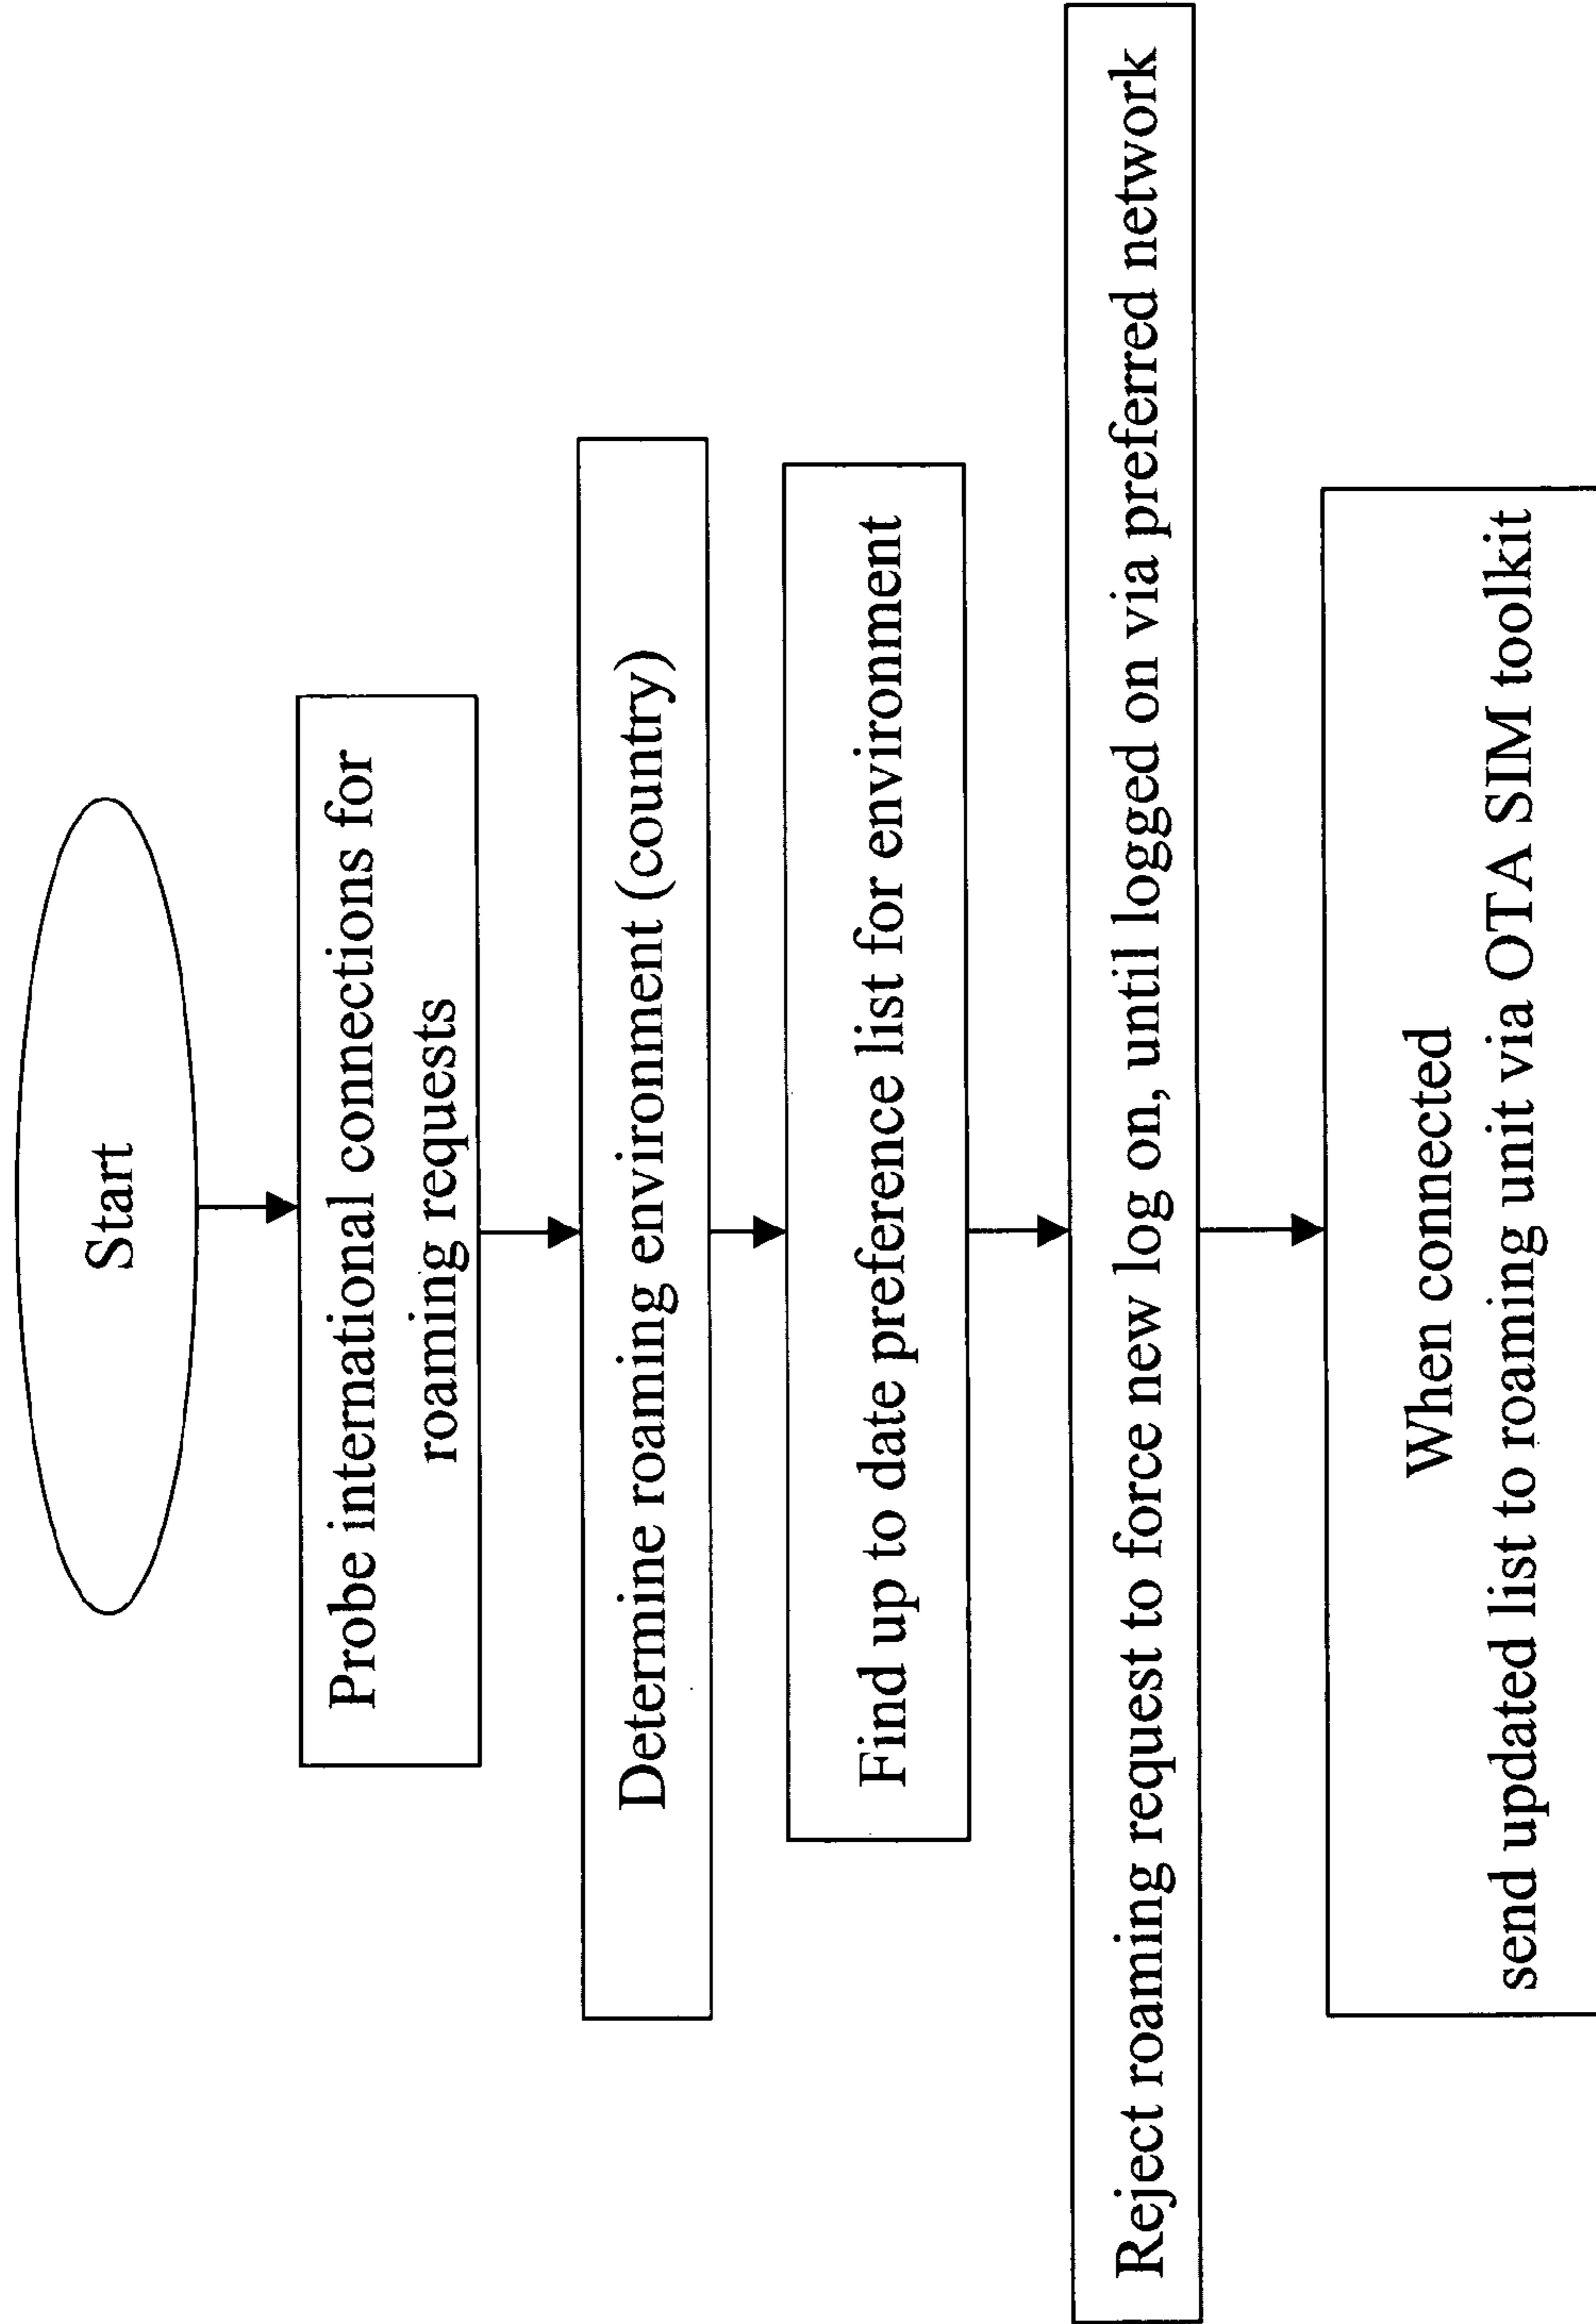 Start
Probe international connections for
roaming requests
Determine roaming environment (country)
Find up to date preference list for environment
Reject roaming request to force new log on, until logged on via preferred network
When connected
send updated list to roaming unit via OTA SIM toolkit